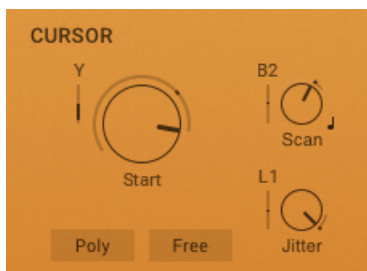 CURSOR
Y
B2
Scan
Start
L1
Jitter
Poly
Free